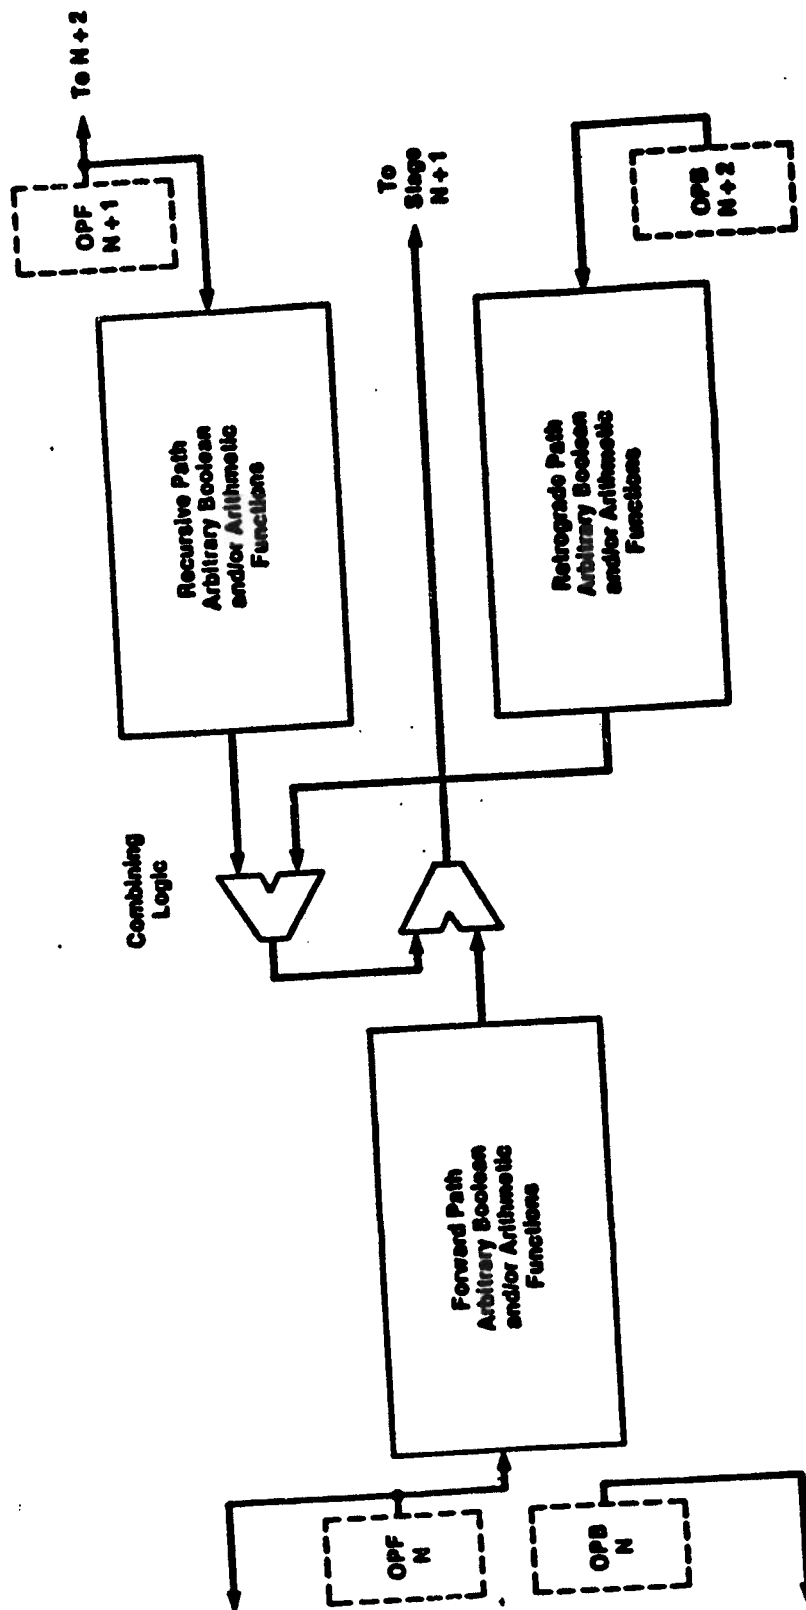 To N + 2
OPF
N + 1
Recursive Path
Arbitrary Boolean
and/or Arithmetic
Functions
Combining
Logic
To
Stage
N + 1
OPB
N + 2
Retrograde Path
Arbitrary Boolean
and/or Arithmetic
Functions
Forward Path
Arbitrary Boolean
and/or Arithmetic
Functions
OPF
N
OPB
N